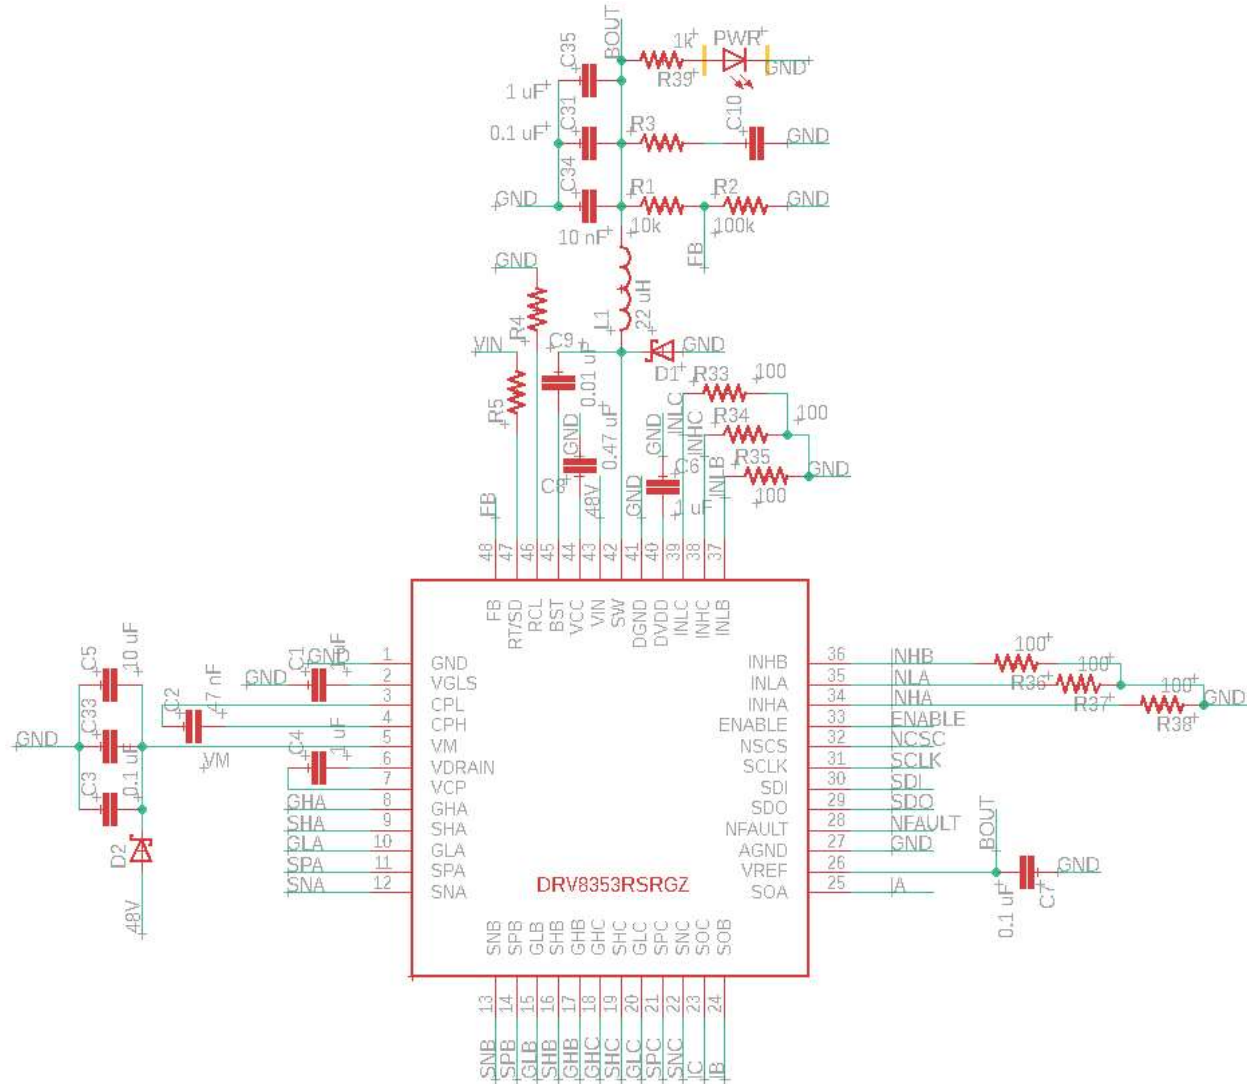 BOUT
C35
1 uF
1k
R39
PWR
GND
C31
0.1 uF
R3
C10
GND
C34
GND
10 nF
R1
10k
R2
100k
GND
FB
GND
R4
L1
22 uH
VIN
R5
C9
0.01 uF
D1
GND
GND
C8
0.47 uF
48V
GND
GND
C6
1 uF
INLC
INHC
INLB
R33
100
R34
100
R35
100
GND
FB
48
47
46
45
44
43
42
41
40
39
38
37
FB
RT/SD
RCL
BST
VCC
VIN
SW
DGND
DVDD
INLC
INHC
INLB
GND
C1
GND
C5
10 uF
C2
47 nF
C33
GND
0.1 uF
C3
VM
C4
1 uF
D2
48V
1 GND
2 VGLS
3 CPL
4 CPH
5 VM
6 VDRAIN
7 VCP
GHA 8 GHA
SHA 9 SHA
GLA 10 GLA
SPA 11 SPA
SNA 12 SNA
INHB 36 NHB
INLA 35 NLA
INHA 34 NHA
ENABLE 33 ENABLE
NSCS 32 NCSC
SCLK 31 SCLK
SDI 30 SDI
SDO 29 SDO
NFAULT 28 NFAULT
AGND 27 GND
VREF 26
SOA 25 IA
100
R36
100
R37
100
R38
GND
BOUT
0.1 uF
C7
GND
DRV8353RSRGZ
SNB
SPB
GLB
SHB
GHB
GHC
SHC
GLC
SPC
SNC
SOC
SOB
13
14
15
16
17
18
19
20
21
22
23
24
SNB
SPB
GLB
SHB
GHB
GHC
SHC
GLC
SPC
SNC
IC
IB